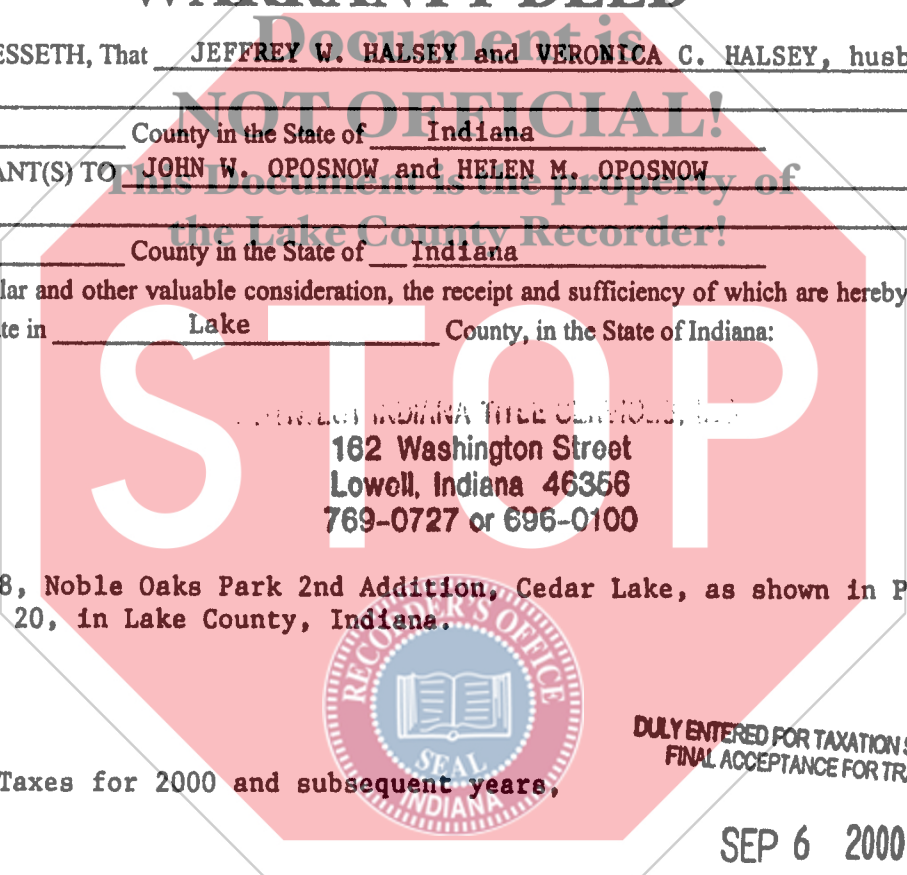 WARRANTY DEED
Document is
ESSETH, That JEFFREY W. HALSEY and VERONICA C. HALSEY, husb
NOT OFFICIAL!
County in the State of Indiana
ANT(S) TO JOHN W. OPOSNOW and HELEN M. OPOSNOW
This Document is the property of
the Lake County Recorder!
County in the State of Indiana
lar and other valuable consideration, the receipt and sufficiency of which are hereby
te in Lake County, in the State of Indiana:
STOP
INDIANA TITLE
162 Washington Street
Lowell, Indiana 46356
769-0727 or 696-0100
8, Noble Oaks Park 2nd Addition, Cedar Lake, as shown in P
20, in Lake County, Indiana.
RECORDER'S OFFICE
SEAL
INDIANA
DULY ENTERED FOR TAXATION S
FINAL ACCEPTANCE FOR TR
Taxes for 2000 and subsequent years,
SEP 6 2000